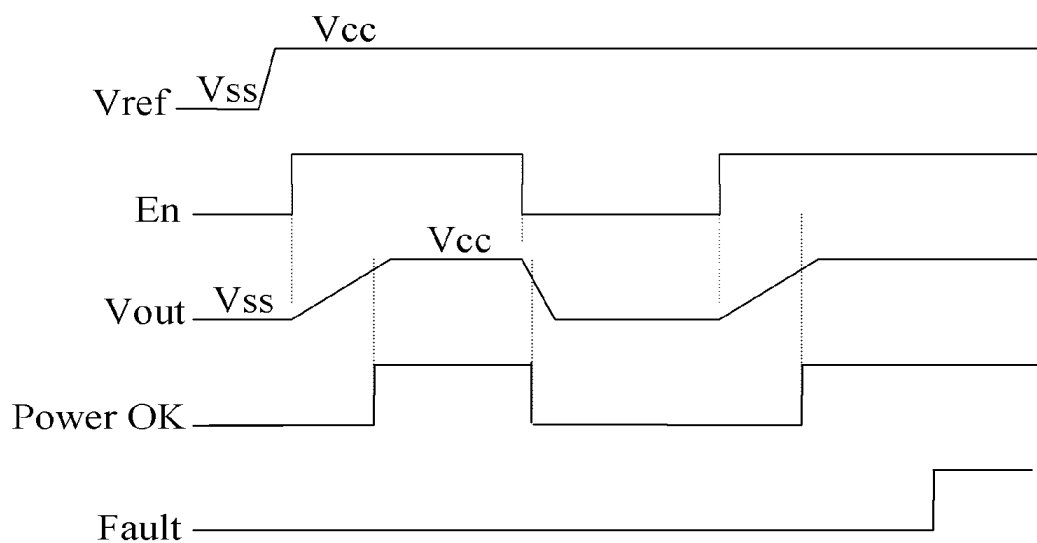 Vcc
Vref Vss
En
Vcc
Vout Vss
Power OK
Fault